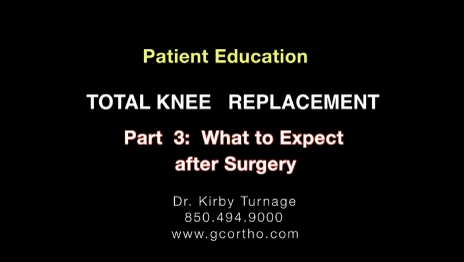 Patient Education
TOTAL KNEE REPLACEMENT
Part 3: What to Expect
after Surgery
Dr. Kirby Turnage
850.494.9000
www.gcortho.com